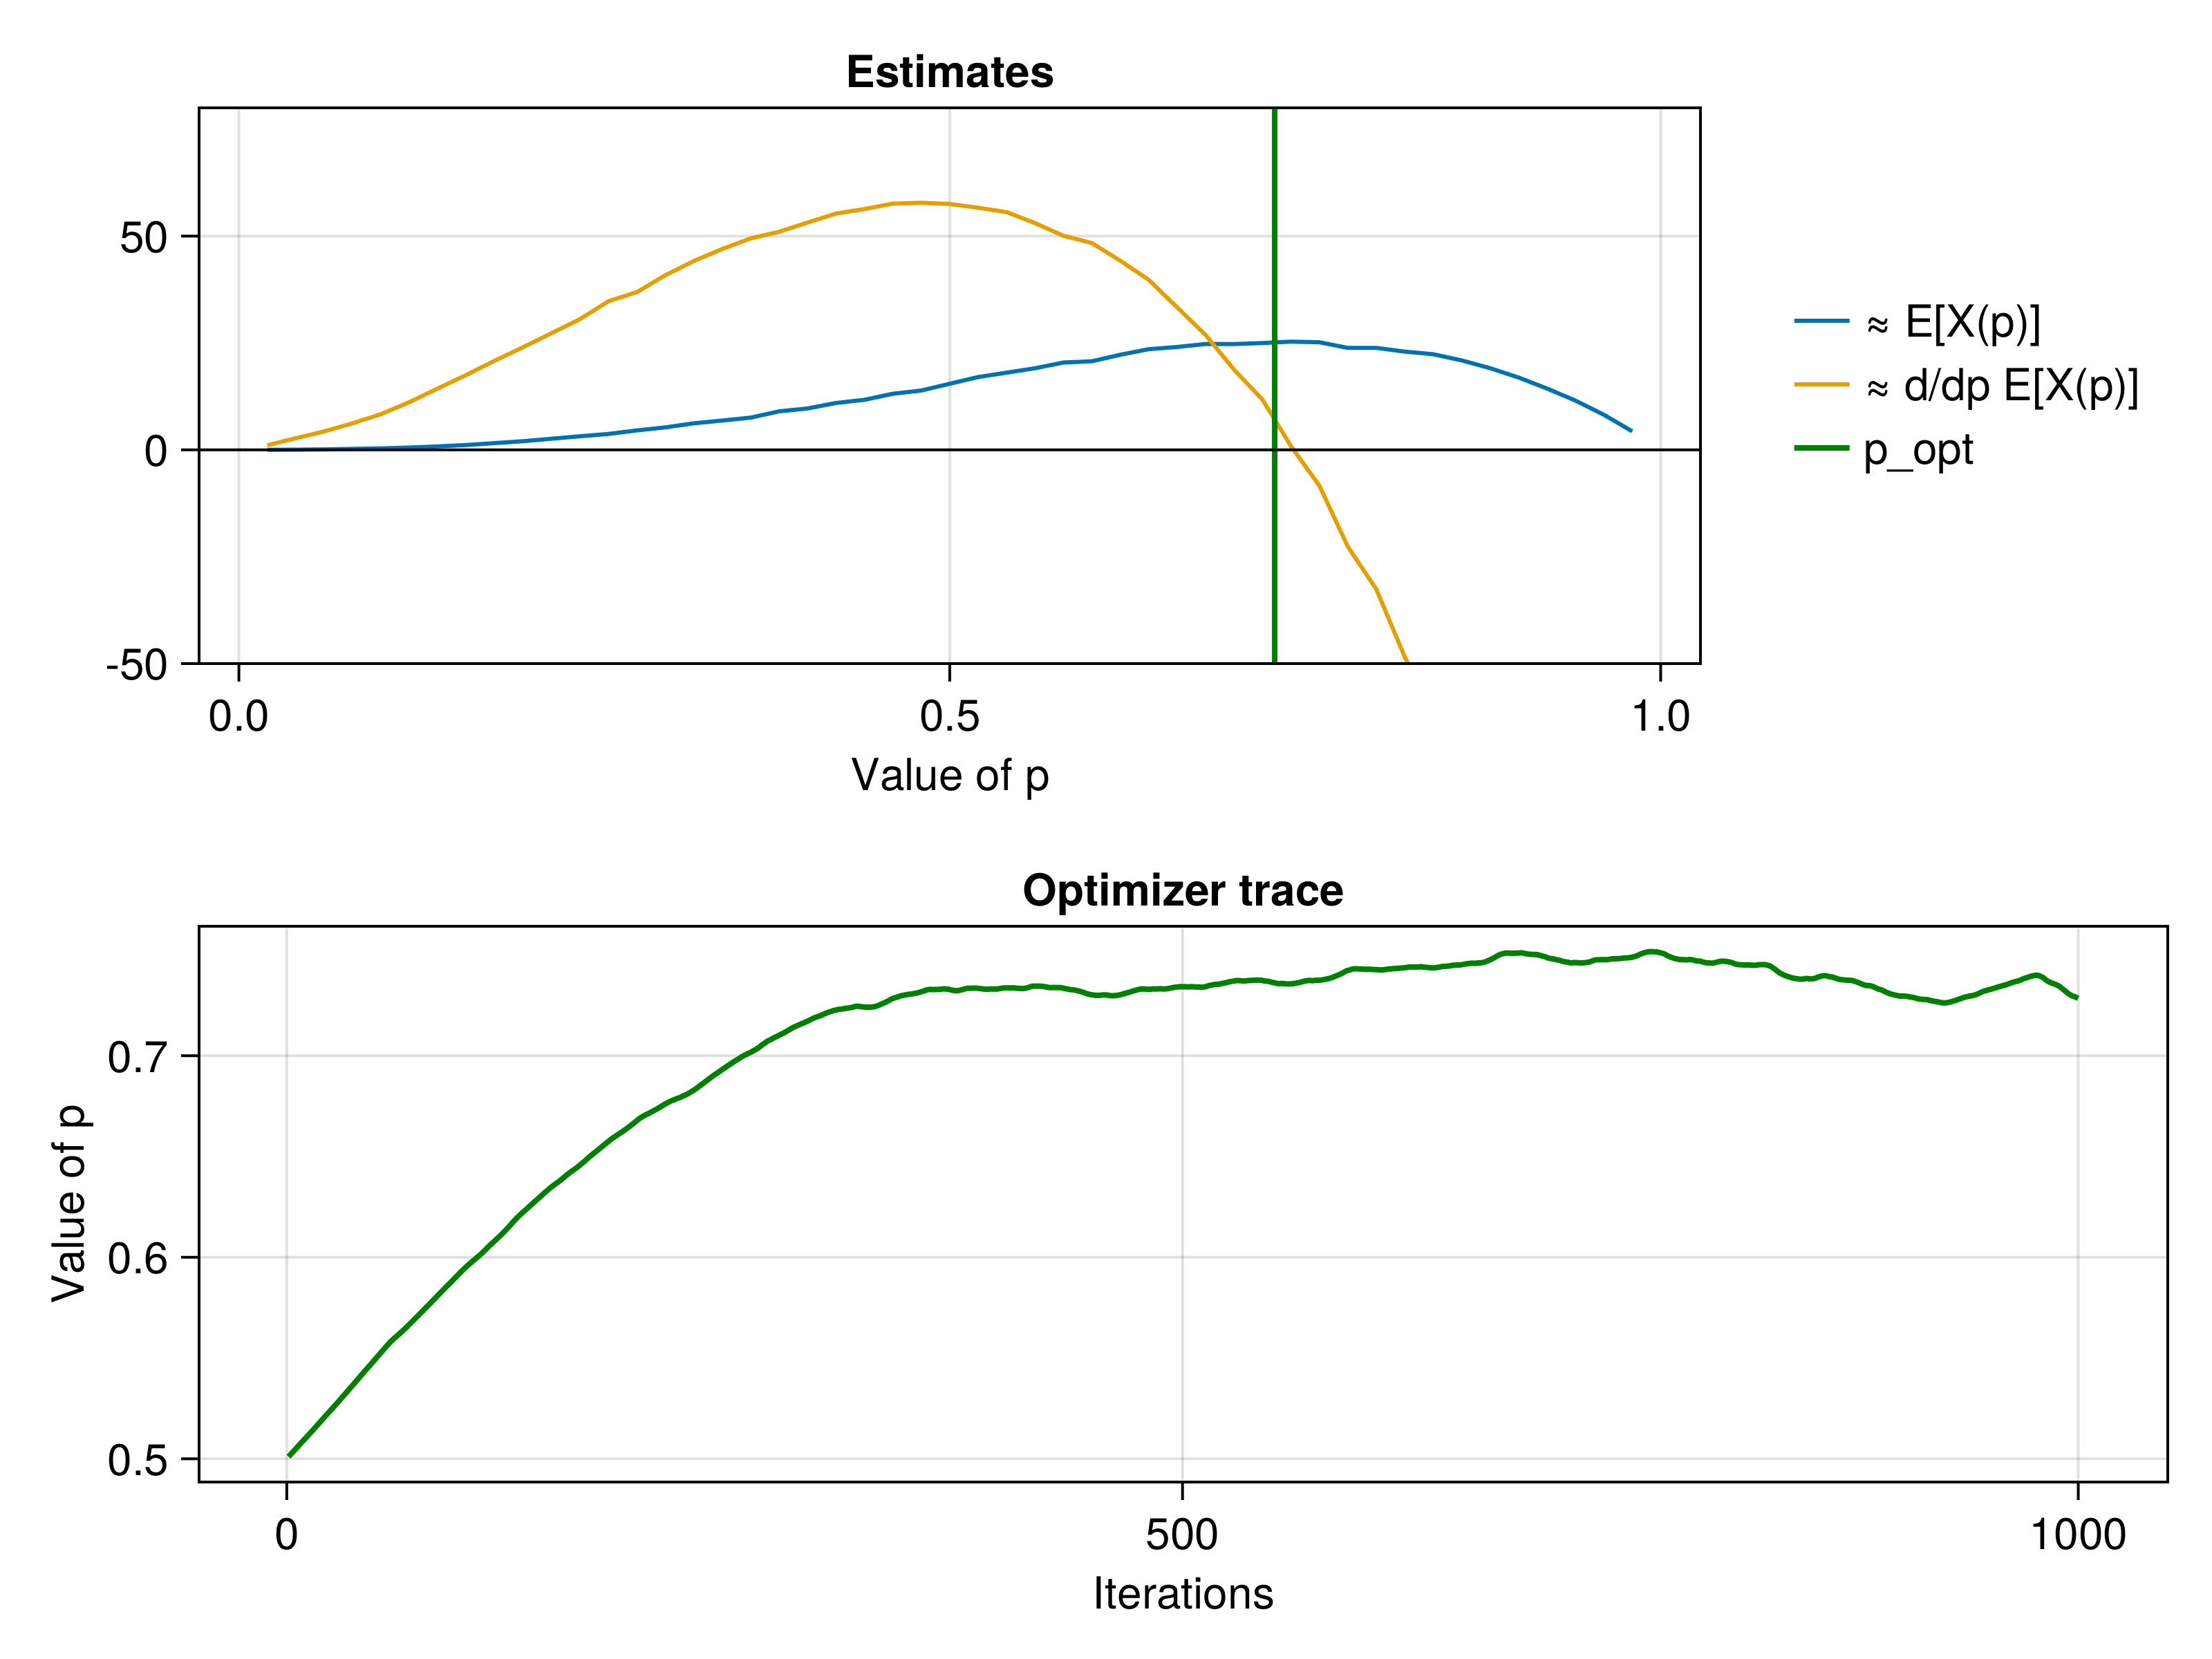 Estimates
50
0
-50
0.0
0.5
1.0
Value of p
≈ E[X(p)]
≈ d/dp E[X(p)]
p_opt
Optimizer trace
Value of p
0.7
0.6
0.5
0
500
1000
Iterations